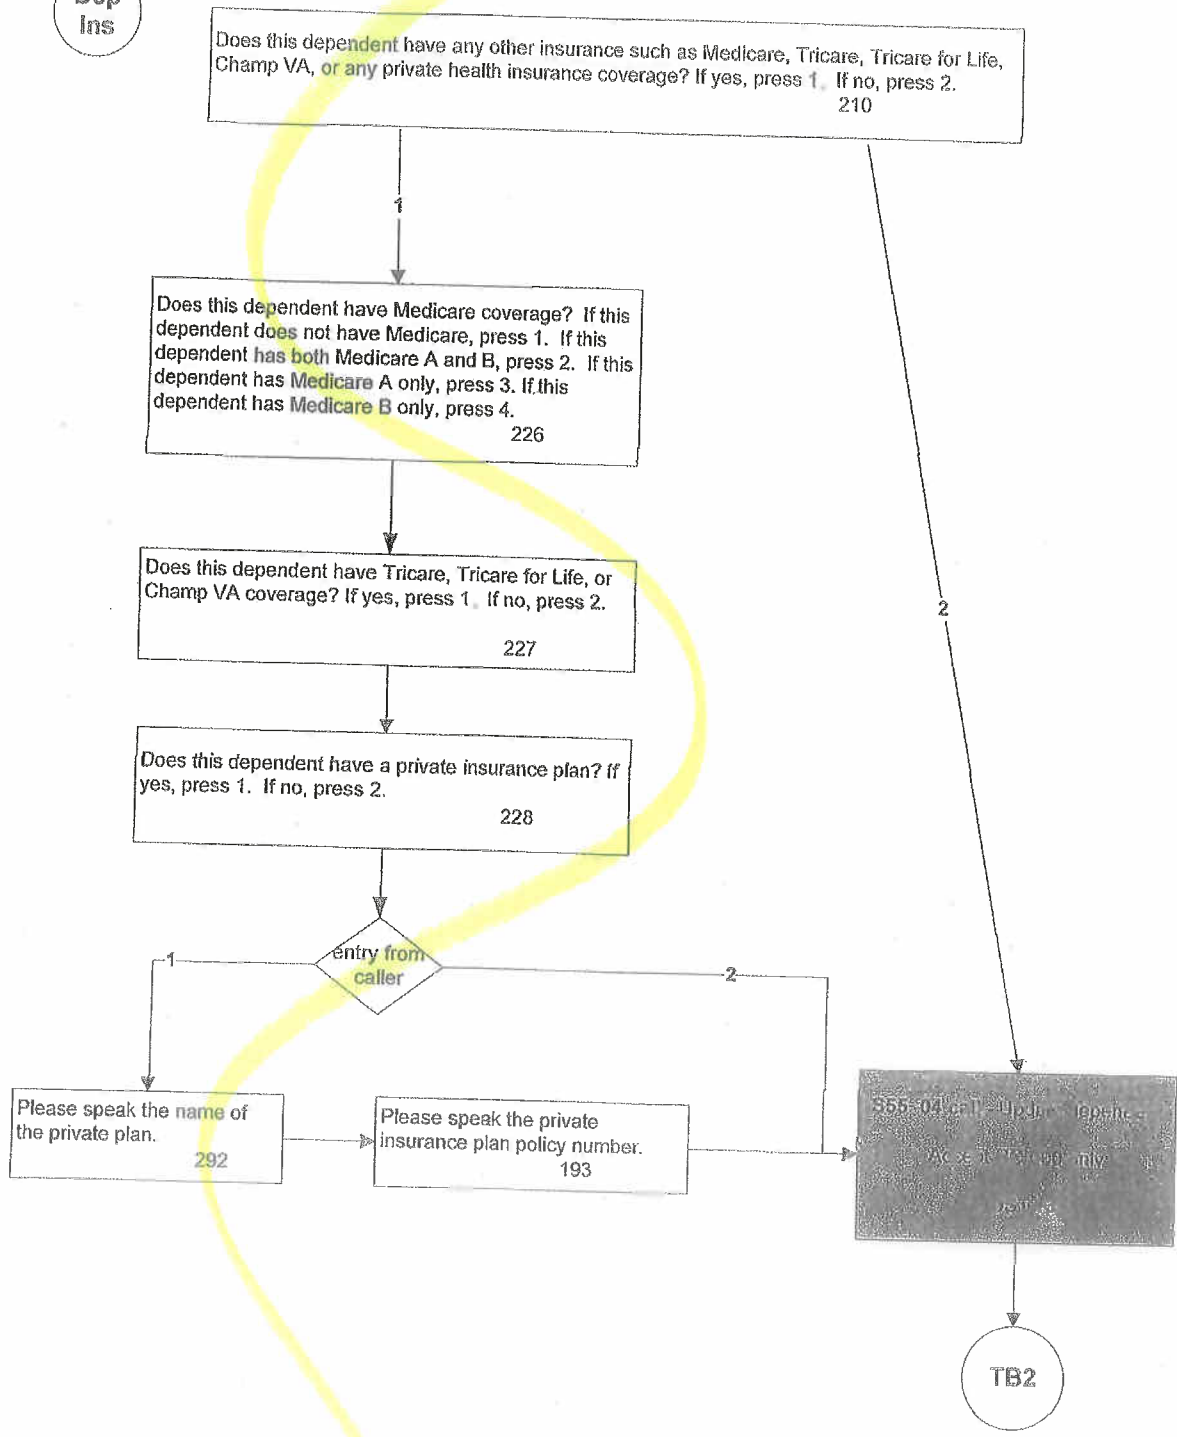 Ins
Does this dependent have any other insurance such as Medicare, Tricare, Tricare for Life,
Champ VA, or any private health insurance coverage? If yes, press 1. If no, press 2.
210
1
Does this dependent have Medicare coverage? If this
dependent does not have Medicare, press 1. If this
dependent has both Medicare A and B, press 2. If this
dependent has Medicare A only, press 3. If this
dependent has Medicare B only, press 4.
226
Does this dependent have Tricare, Tricare for Life, or
Champ VA coverage? If yes, press 1. If no, press 2.
227
2
Does this dependent have a private insurance plan? If
yes, press 1. If no, press 2.
228
entry from
caller
1
2
Please speak the name of
the private plan.
292
Please speak the private
insurance plan policy number.
193
TB2